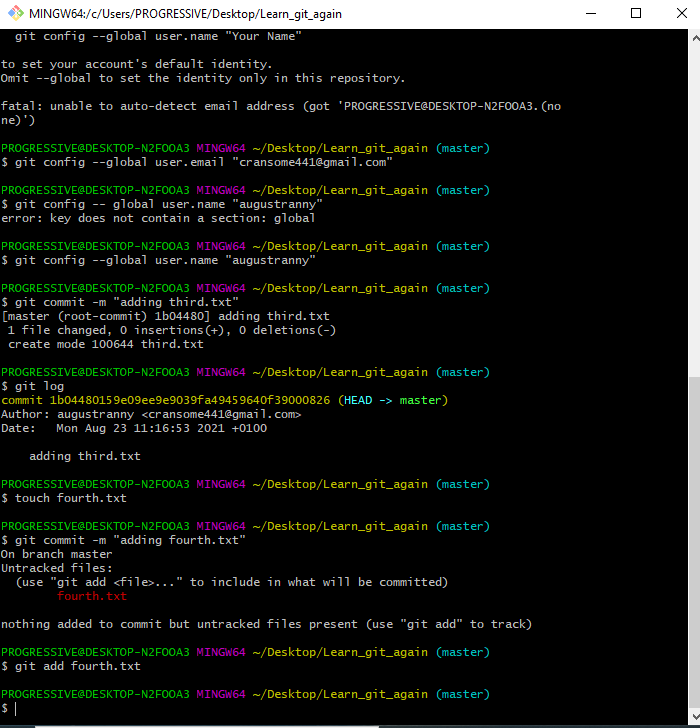 MINGW64:/c/Users/PROGRESSIVE/Desktop/Learn_git_again
git config --global user.name "Your Name"
to set your account's default identity.
Omit --global to set the identity only in this repository.
fatal: unable to auto-detect email address (got 'PROGRESSIVE@DESKTOP-N2FOOA3.(no
ne)')
PROGRESSIVE@DESKTOP-N2FOOA3 MINGW64 ~/Desktop/Learn_git_again (master)
$ git config --global user.email "cransome441@gmail.com"
PROGRESSIVE@DESKTOP-N2FOOA3 MINGW64 ~/Desktop/Learn_git_again (master)
$ git config -- global user.name "augustranny"
error: key does not contain a section: global
PROGRESSIVE@DESKTOP-N2FOOA3 MINGW64 ~/Desktop/Learn_git_again (master)
$ git config --global user.name "augustranny"
PROGRESSIVE@DESKTOP-N2FOOA3 MINGW64 ~/Desktop/Learn_git_again (master)
$ git commit -m "adding third.txt"
[master (root-commit) 1b04480] adding third.txt
1 file changed, 0 insertions(+), 0 deletions(-)
create mode 100644 third.txt
PROGRESSIVE@DESKTOP-N2FOOA3 MINGW64 ~/Desktop/Learn_git_again (master)
$ git log
commit 1b04480159e09ee9e9039fa49459640f39000826 (HEAD -> master)
Author: augustranny <cransome441@gmail.com>
Date:   Mon Aug 23 11:16:53 2021 +0100
adding third.txt
PROGRESSIVE@DESKTOP-N2FOOA3 MINGW64 ~/Desktop/Learn_git_again (master)
$ touch fourth.txt
PROGRESSIVE@DESKTOP-N2FOOA3 MINGW64 ~/Desktop/Learn_git_again (master)
$ git commit -m "adding fourth.txt"
On branch master
Untracked files:
(use "git add <file>..." to include in what will be committed)
fourth.txt
nothing added to commit but untracked files present (use "git add" to track)
PROGRESSIVE@DESKTOP-N2FOOA3 MINGW64 ~/Desktop/Learn_git_again (master)
$ git add fourth.txt
PROGRESSIVE@DESKTOP-N2FOOA3 MINGW64 ~/Desktop/Learn_git_again (master)
$